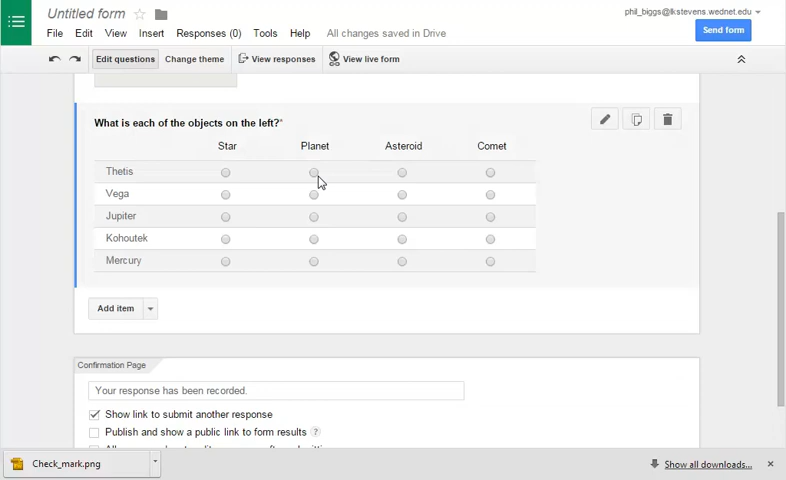 Untitled form
phil_biggs@lkstevens.wednet.edu
File Edit View Insert Responses (0) Tools Help All changes saved in Drive
Send form
Edit questions Change theme View responses View live form
What is each of the objects on the left?*
Star Planet Asteroid Comet
Thetis
Vega
Jupiter
Kohoutek
Mercury
Add item
Confirmation Page
Your response has been recorded.
Show link to submit another response
Publish and show a public link to form results ?
Check_mark.png
Show all downloads...